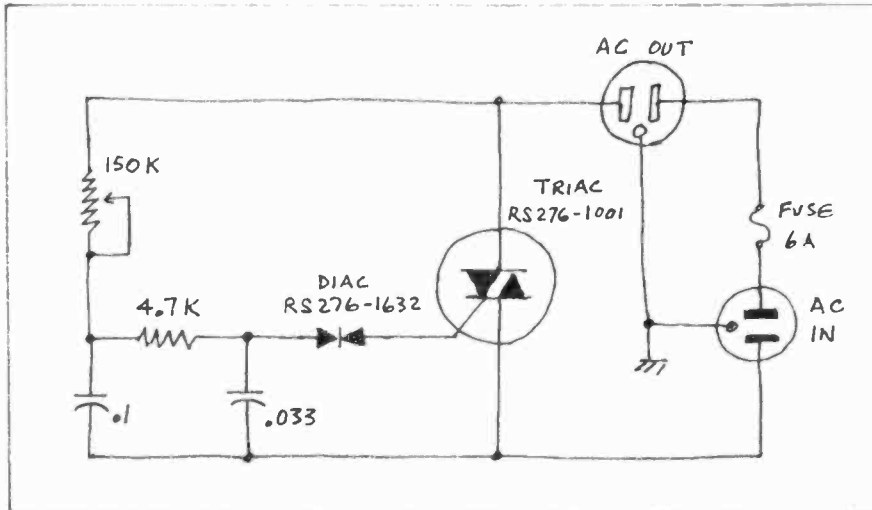 AC OUT
150K
TRIAC
RS276-1001
FUSE
6A
DIAC
RS276-1632
4.7K
AC
IN
.1
.033